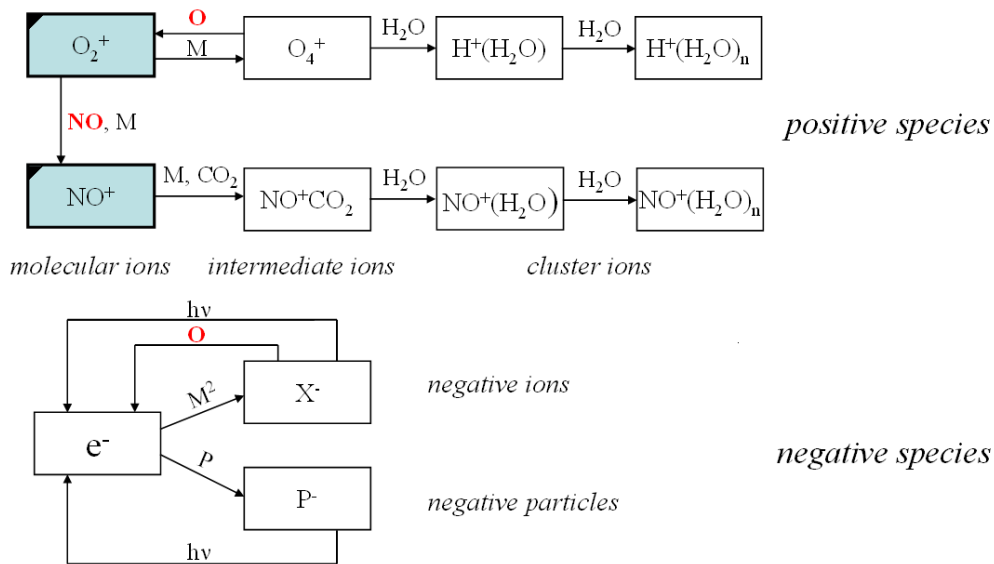 O
H₂O H₂O
O₂⁺ M O₄⁺ H⁺(H₂O) H⁺(H₂O)ₙ
NO, M
positive species
M, CO₂ H₂O H₂O
NO⁺ NO⁺CO₂ NO⁺(H₂O) NO⁺(H₂O)ₙ
molecular ions intermediate ions cluster ions
hν
O
M² X⁻ negative ions
e⁻
negative species
P P⁻ negative particles
hν